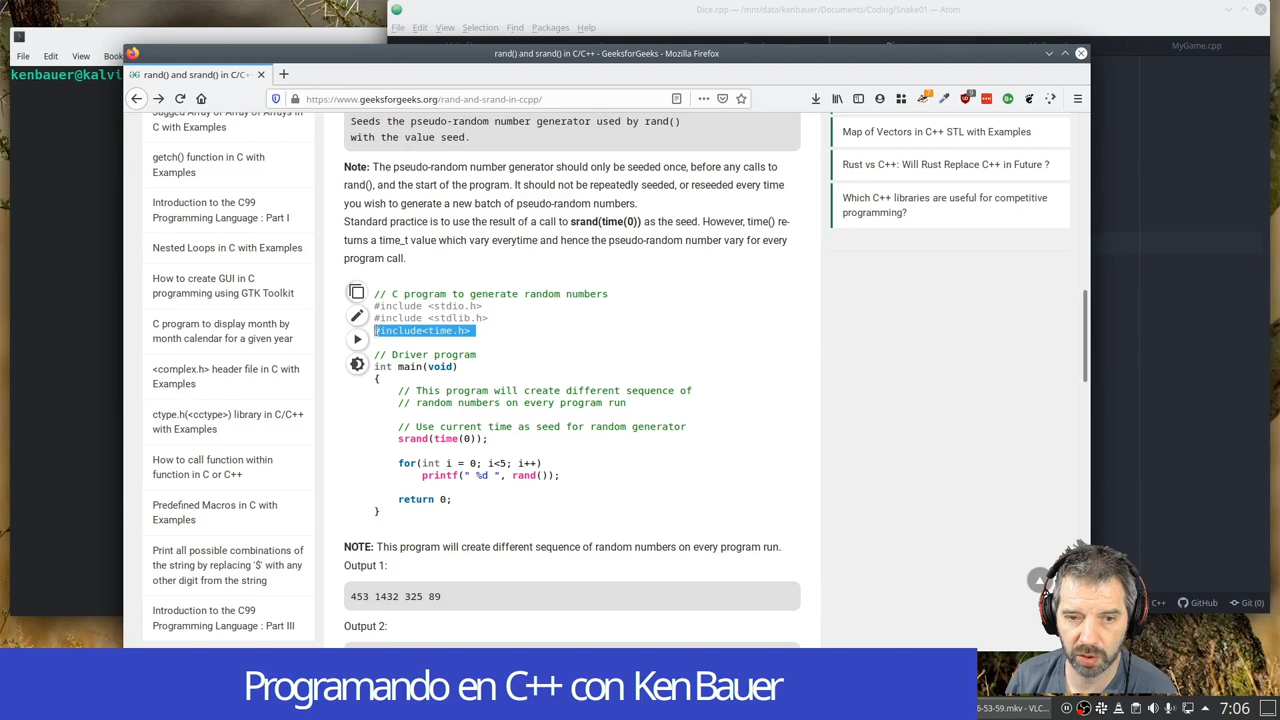 Dice.cpp — /mnt/data/kenbauer/Documents/Coding/Snake01 — Atom
File Edit View Selection Find Packages Help
MyGame.cpp
File Edit View Book
kenbauer@kalvi
rand() and srand() in C/C++ - GeeksforGeeks - Mozilla Firefox
rand() and srand() in C/C++
https://www.geeksforgeeks.org/rand-and-srand-in-ccpp/
Jagged Array or Array of Arrays in
C with Examples
getch() function in C with
Examples
Introduction to the C99
Programming Language : Part I
Nested Loops in C with Examples
How to create GUI in C
programming using GTK Toolkit
C program to display month by
month calendar for a given year
<complex.h> header file in C with
Examples
ctype.h(<cctype>) library in C/C++
with Examples
How to call function within
function in C or C++
Predefined Macros in C with
Examples
Print all possible combinations of
the string by replacing '$' with any
other digit from the string
Introduction to the C99
Programming Language : Part III
Seeds the pseudo-random number generator used by rand()
with the value seed.
Note: The pseudo-random number generator should only be seeded once, before any calls to
rand(), and the start of the program. It should not be repeatedly seeded, or reseeded every time
you wish to generate a new batch of pseudo-random numbers.
Standard practice is to use the result of a call to srand(time(0)) as the seed. However, time() re-
turns a time_t value which vary everytime and hence the pseudo-random number vary for every
program call.
// C program to generate random numbers
#include <stdio.h>
#include <stdlib.h>
#include<time.h>
// Driver program
int main(void)
{
// This program will create different sequence of
// random numbers on every program run
// Use current time as seed for random generator
srand(time(0));
for(int i = 0; i<5; i++)
printf(" %d ", rand());
return 0;
}
NOTE: This program will create different sequence of random numbers on every program run.
Output 1:
453 1432 325 89
Output 2:
Map of Vectors in C++ STL with Examples
Rust vs C++: Will Rust Replace C++ in Future ?
Which C++ libraries are useful for competitive
programming?
C++ GitHub Git (0)
Programando en C++ con Ken Bauer
6-53-59.mkv - VLC...
7:06